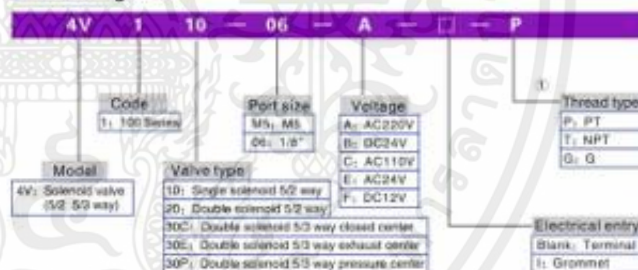 4V 1 10 — 06 — A — □ — P
①
Code
1: 100 Series
Port size
M5: M5
06: 1/8"
Voltage
A: AC220V
B: DC24V
C: AC110V
E: AC24V
F: DC12V
Thread type
P: PT
T: NPT
G: G
Model
4V: Solenoid valve
(5/2 5/3 way)
Valve type
10: Single solenoid 5/2 way
20: Double solenoid 5/2 way
30C: Double solenoid 5/3 way closed center
30E: Double solenoid 5/3 way exhaust center
30P: Double solenoid 5/3 way pressure center
Electrical entry
Blank: Terminal
I: Grommet